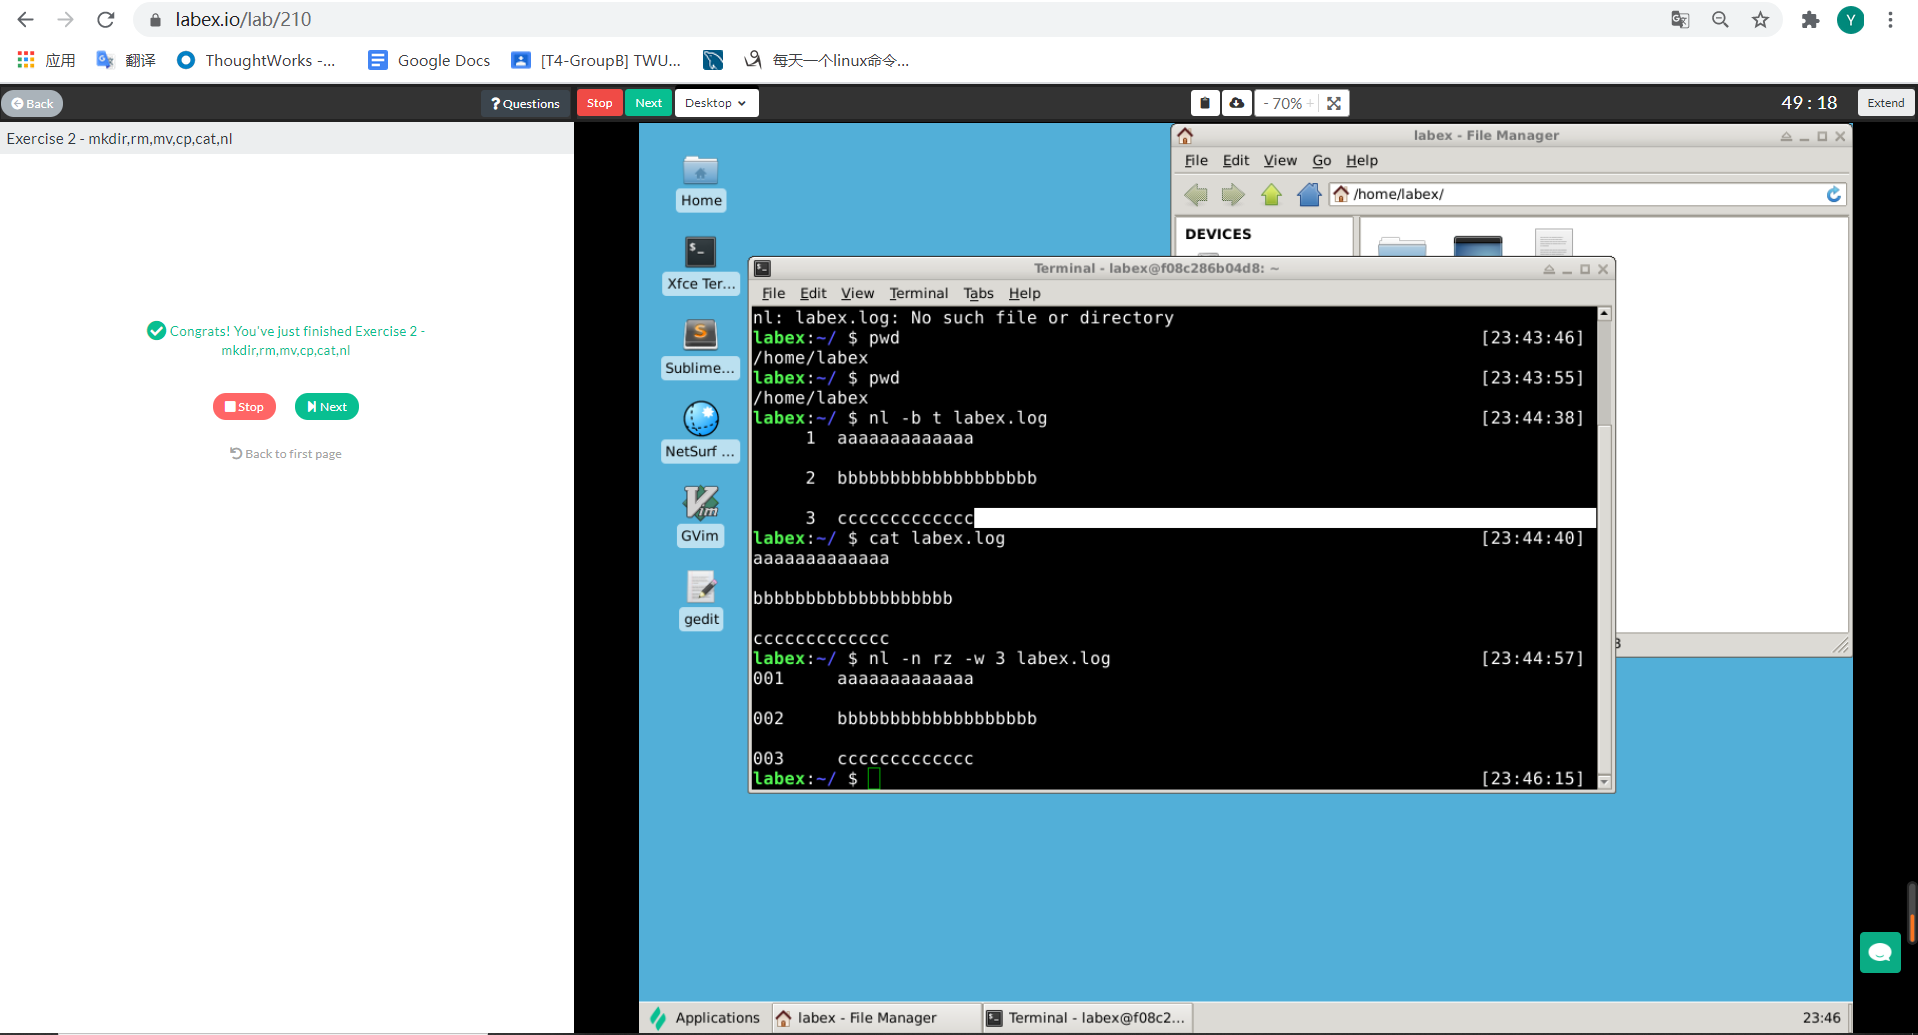 labex.io/lab/210
Y
应用
翻译
ThoughtWorks -...
Google Docs
[T4-GroupB] TWU...
每天一个linux命令...
Back
? Questions
Stop
Next
Desktop
- 70% +
49 : 18
Extend
Exercise 2 - mkdir,rm,mv,cp,cat,nl
Congrats! You've just finished Exercise 2 -
mkdir,rm,mv,cp,cat,nl
Stop
Next
Back to first page
Home
Xfce Ter...
Sublime...
NetSurf ...
GVim
gedit
labex - File Manager
File Edit View Go Help
/home/labex/
DEVICES
Terminal - labex@f08c286b04d8: ~
File Edit View Terminal Tabs Help
nl: labex.log: No such file or directory
labex:~/ $ pwd [23:43:46]
/home/labex
labex:~/ $ pwd [23:43:55]
/home/labex
labex:~/ $ nl -b t labex.log [23:44:38]
1 aaaaaaaaaaaaa
2 bbbbbbbbbbbbbbbbbbb
3 ccccccccccccc
labex:~/ $ cat labex.log [23:44:40]
aaaaaaaaaaaaa
bbbbbbbbbbbbbbbbbbb
ccccccccccccc
labex:~/ $ nl -n rz -w 3 labex.log [23:44:57]
001 aaaaaaaaaaaaa
002 bbbbbbbbbbbbbbbbbbb
003 ccccccccccccc
labex:~/ $ [23:46:15]
Applications
labex - File Manager
Terminal - labex@f08c2...
23:46